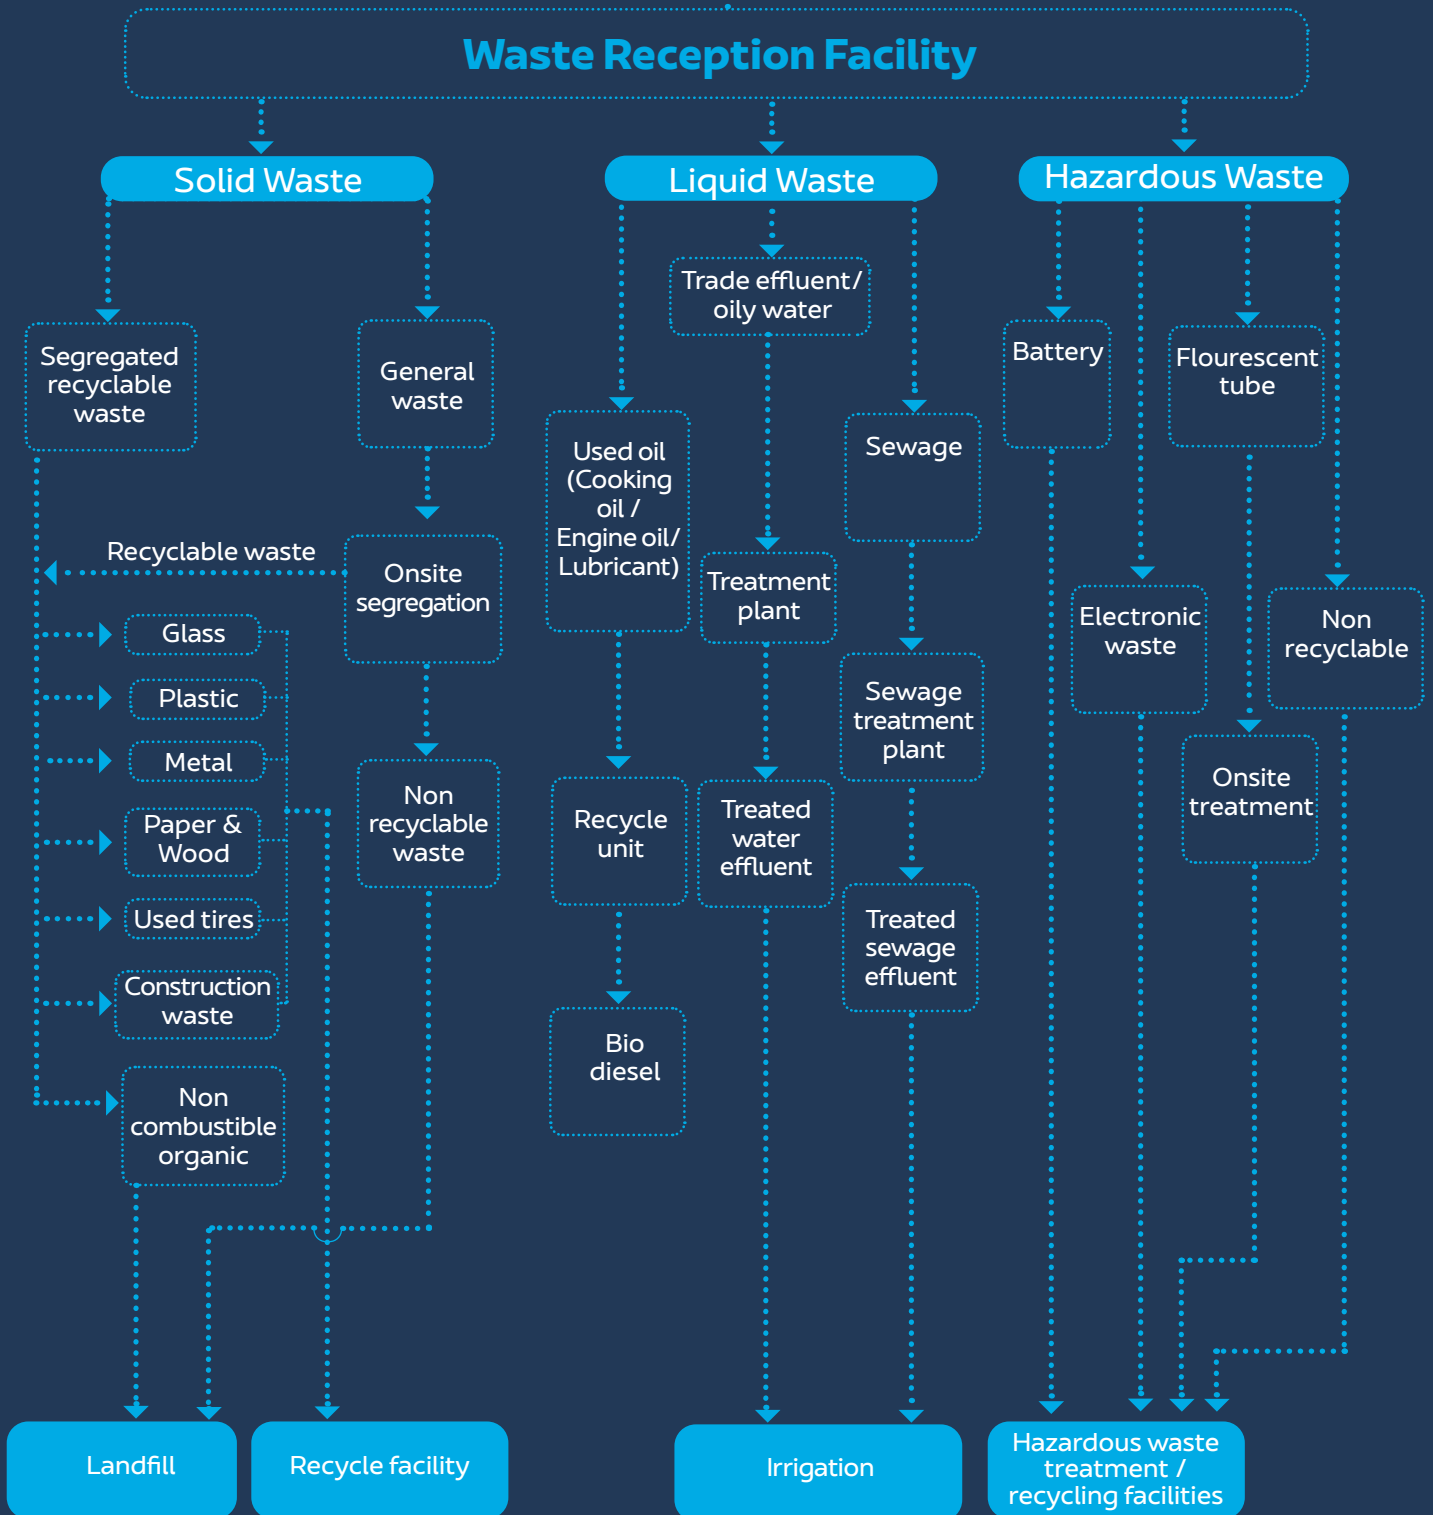 Waste Reception Facility
Solid Waste
Liquid Waste
Hazardous Waste
Trade effluent/
oily water
Segregated
recyclable
waste
General
waste
Used oil
(Cooking
oil /
Engine oil/
Lubricant)
Sewage
Battery
Flourescent
tube
Recyclable waste
Onsite
segregation
Treatment
plant
Electronic
waste
Non
recyclable
Glass
Plastic
Metal
Paper &
Wood
Used tires
Construction
waste
Non
combustible
organic
Non
recyclable
waste
Recycle
unit
Treated
water
effluent
Sewage
treatment
plant
Onsite
treatment
Treated
sewage
effluent
Bio
diesel
Landfill
Recycle facility
Irrigation
Hazardous waste
treatment /
recycling facilities